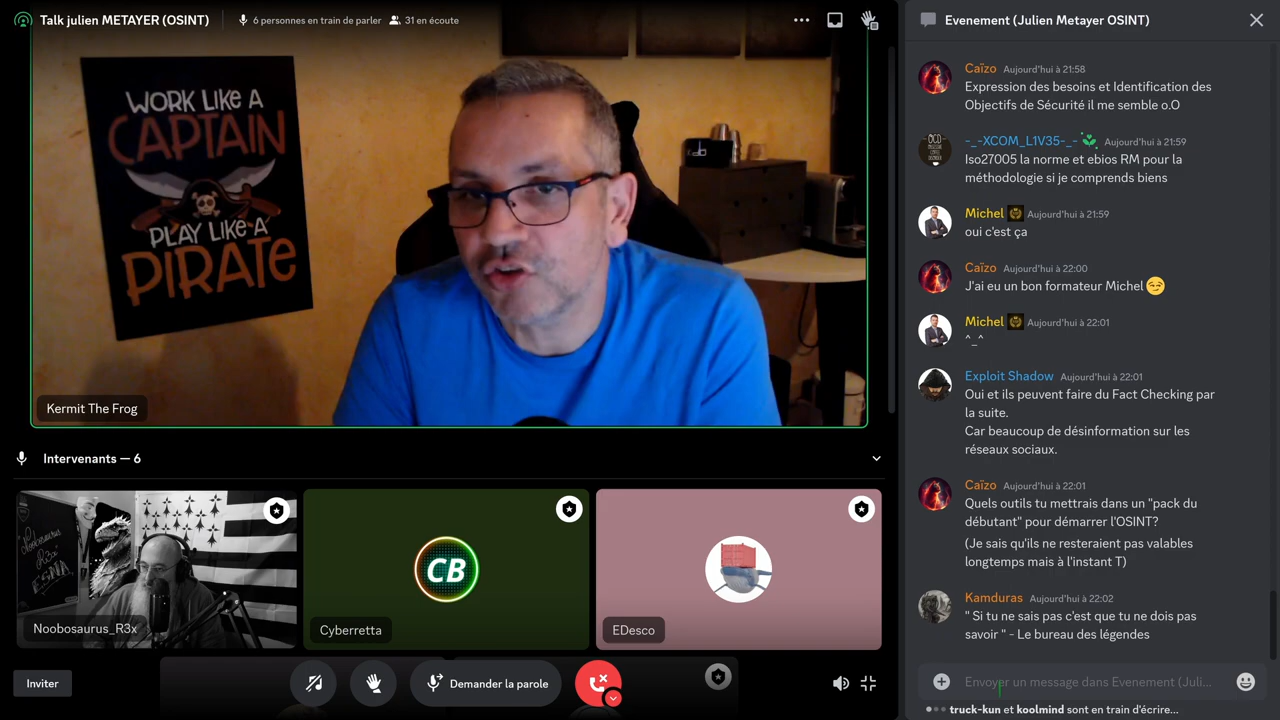 Talk julien METAYER (OSINT)
6 personnes en train de parler
31 en écoute
WORK LIKE A
CAPTAIN
PLAY LIKE A
PIRATE
Kermit The Frog
Intervenants — 6
Noobosaurus_R3x
CB
Cyberretta
EDesco
Inviter
Demander la parole
Evenement (Julien Metayer OSINT)
Caïzo Aujourd'hui à 21:58
Expression des besoins et Identification des
Objectifs de Sécurité il me semble o.O
-_-XCOM_L1V35-_- Aujourd'hui à 21:59
Iso27005 la norme et ebios RM pour la
méthodologie si je comprends biens
Michel Aujourd'hui à 21:59
oui c'est ça
Caïzo Aujourd'hui à 22:00
J'ai eu un bon formateur Michel
Michel Aujourd'hui à 22:01
^_^
Exploit Shadow Aujourd'hui à 22:01
Oui et ils peuvent faire du Fact Checking par
la suite.
Car beaucoup de désinformation sur les
réseaux sociaux.
Caïzo Aujourd'hui à 22:01
Quels outils tu mettrais dans un "pack du
débutant" pour démarrer l'OSINT?
(Je sais qu'ils ne resteraient pas valables
longtemps mais à l'instant T)
Kamduras Aujourd'hui à 22:02
" Si tu ne sais pas c'est que tu ne dois pas
savoir " - Le bureau des légendes
Envoyer un message dans Evenement (Juli...
truck-kun et koolmind sont en train d'écrire...